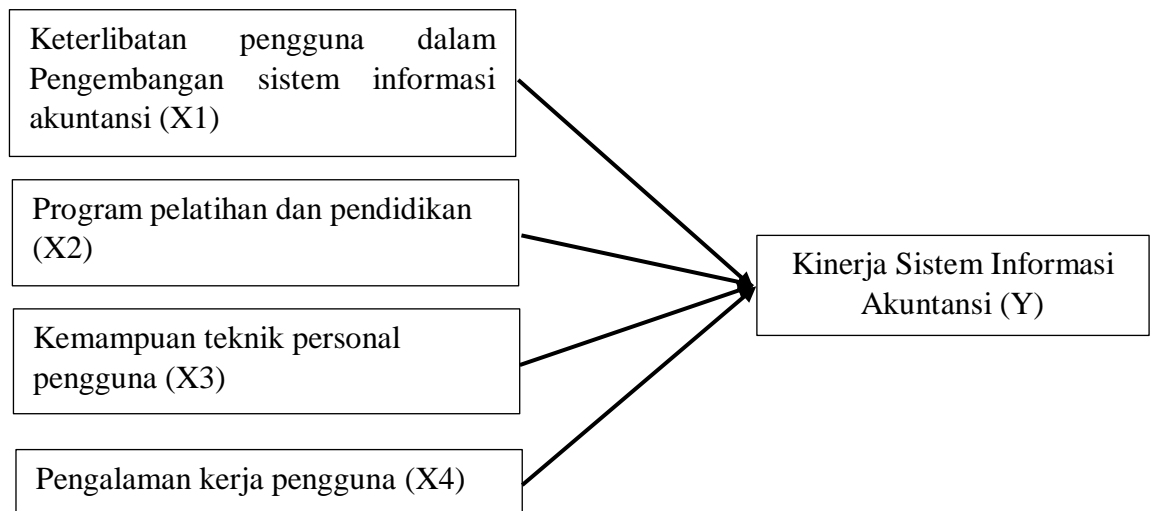 Keterlibatan pengguna dalam
Pengembangan sistem informasi
akuntansi (X1)
Program pelatihan dan pendidikan
(X2)
Kemampuan teknik personal
pengguna (X3)
Pengalaman kerja pengguna (X4)
Kinerja Sistem Informasi
Akuntansi (Y)